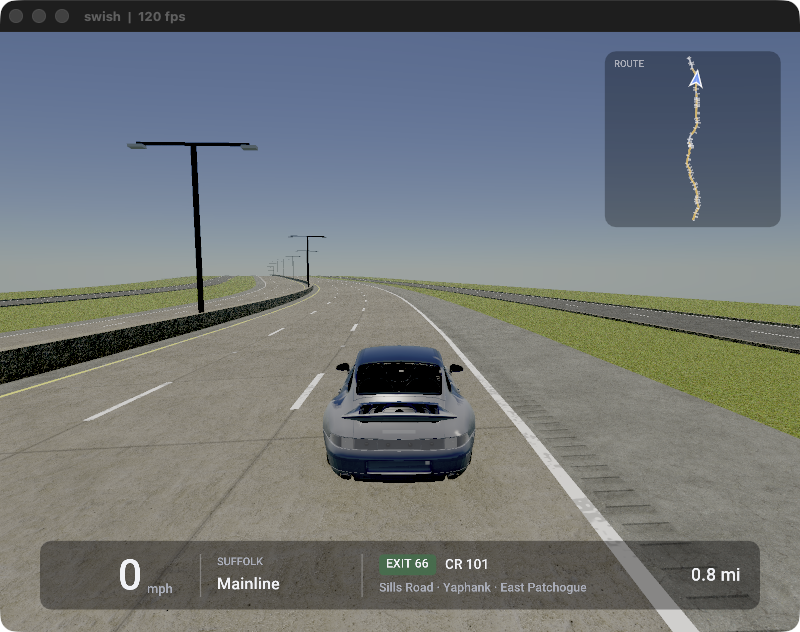 swish | 120 fps
ROUTE
0 mph
SUFFOLK
Mainline
EXIT 66 CR 101
Sills Road · Yaphank · East Patchogue
0.8 mi